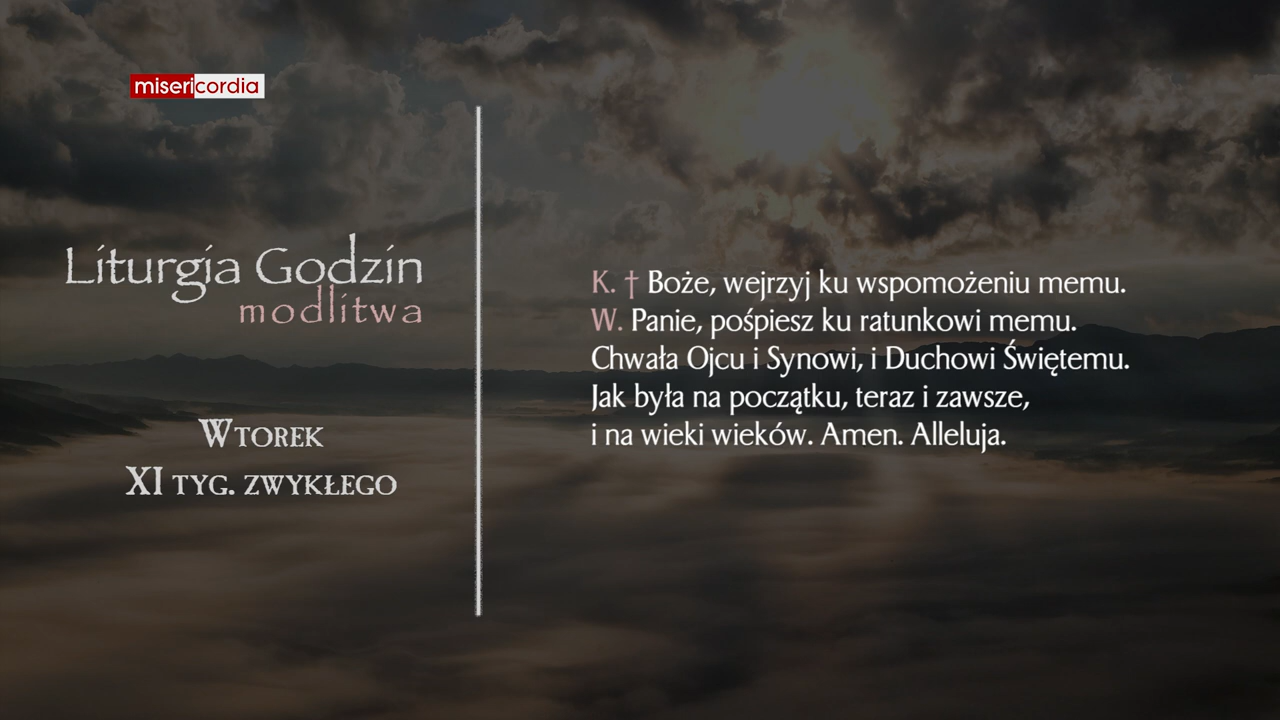 misericordia
Liturgia Godzin
modlitwa
Wtorek
XI tyg. zwykłego
K. † Boże, wejrzyj ku wspomożeniu memu.
W. Panie, pośpiesz ku ratunkowi memu.
Chwała Ojcu i Synowi, i Duchowi Świętemu.
Jak była na początku, teraz i zawsze,
i na wieki wieków. Amen. Alleluja.